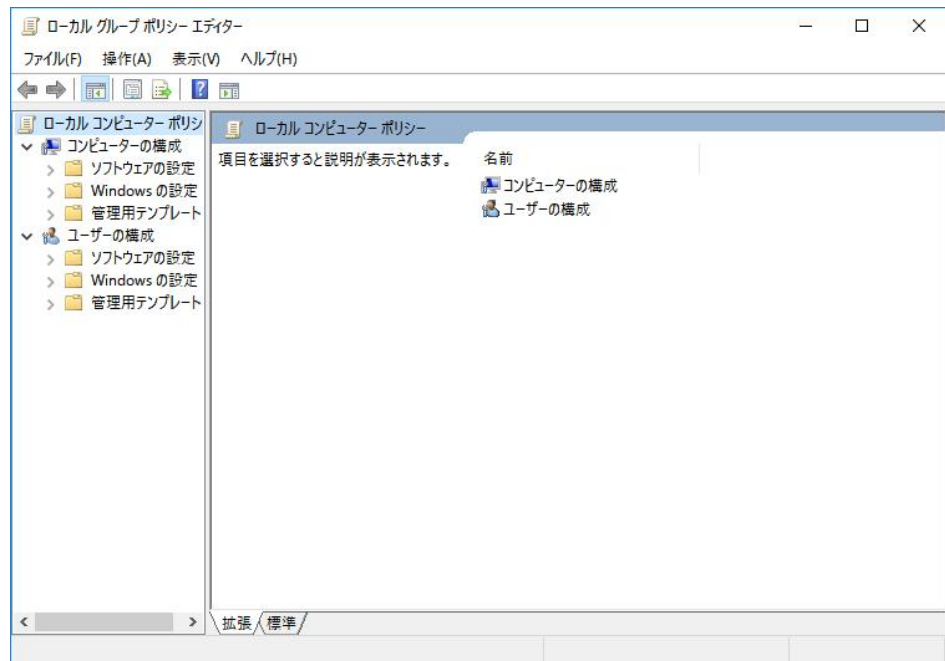 ローカル グループ ポリシー エディター
ファイル(F) 操作(A) 表示(V) ヘルプ(H)
ローカル コンピューター ポリシ
コンピューターの構成
ソフトウェアの設定
Windows の設定
管理用テンプレート
ユーザーの構成
ソフトウェアの設定
Windows の設定
管理用テンプレート
ローカル コンピューター ポリシー
項目を選択すると説明が表示されます。
名前
コンピューターの構成
ユーザーの構成
拡張 標準